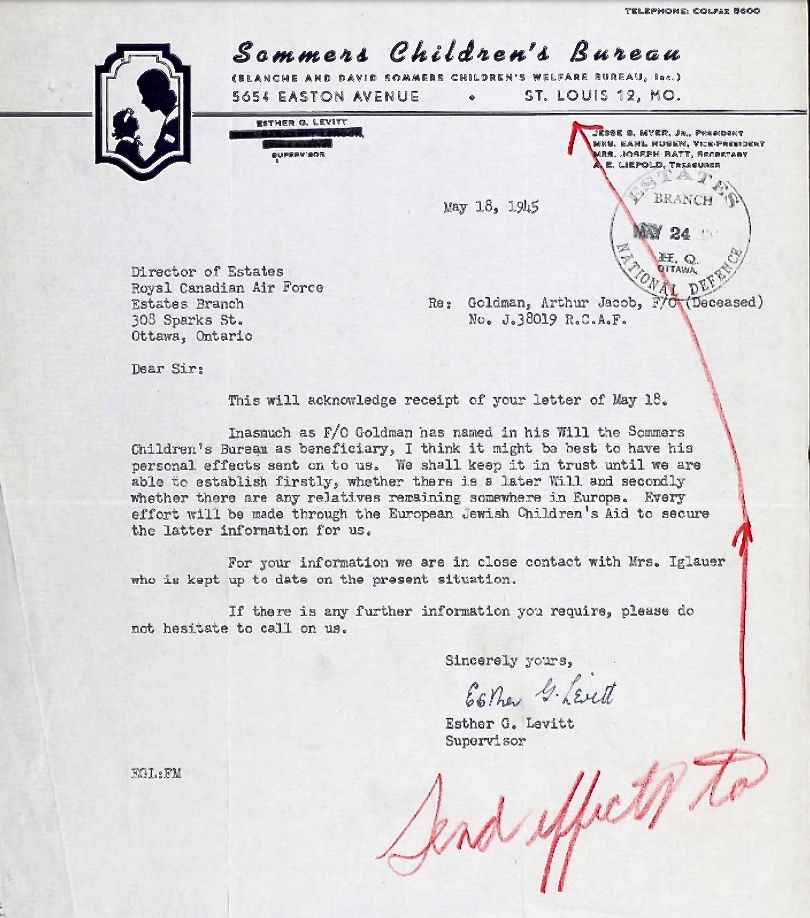 TELEPHONE: COLFAX 5600
Sommers Children's Bureau
(BLANCHE AND DAVID SOMMERS CHILDREN'S WELFARE BUREAU, Inc.)
5654 EASTON AVENUE • ST. LOUIS 12, MO.
ESTHER G. LEVITT
SUPERVISOR
JESSE S. MYER, JR., PRESIDENT
MRS. EARL RUSEN, VICE-PRESIDENT
MRS. JOSEPH RATT, SECRETARY
A. E. LIEPOLD, TREASURER
May 18, 1945
ESTATES
BRANCH
MAY 24
H. Q.
OTTAWA.
NATIONAL DEFENCE
Director of Estates
Royal Canadian Air Force
Estates Branch
308 Sparks St.
Ottawa, Ontario
Re: Goldman, Arthur Jacob, F/O (Deceased)
No. J.38019 R.C.A.F.
Dear Sir:
This will acknowledge receipt of your letter of May 18.
Inasmuch as F/O Goldman has named in his Will the Sommers
Children's Bureau as beneficiary, I think it might be best to have his
personal effects sent on to us. We shall keep it in trust until we are
able to establish firstly, whether there is a later Will and secondly
whether there are any relatives remaining somewhere in Europe. Every
effort will be made through the European Jewish Children's Aid to secure
the latter information for us.
For your information we are in close contact with Mrs. Iglauer
who is kept up to date on the present situation.
If there is any further information you require, please do
not hesitate to call on us.
Sincerely yours,
Esther G. Levitt
Esther G. Levitt
Supervisor
EGL:FM
Send effects to